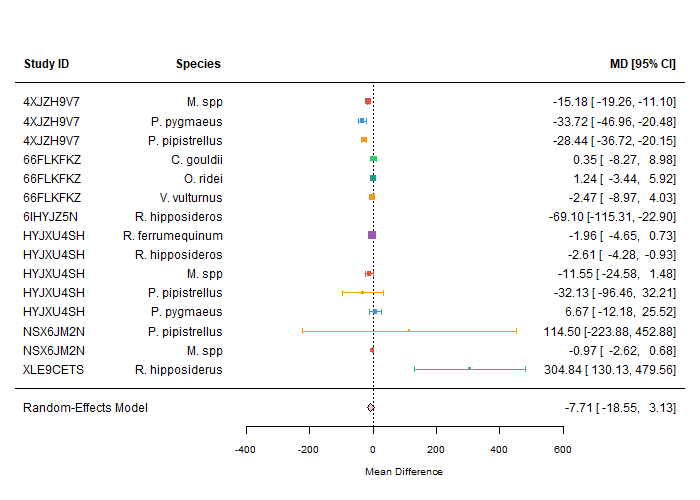 Study ID Species MD [95% CI]
4XJZH9V7 M. spp -15.18 [ -19.26, -11.10]
4XJZH9V7 P. pygmaeus -33.72 [ -46.96, -20.48]
4XJZH9V7 P. pipistrellus -28.44 [ -36.72, -20.15]
66FLKFKZ C. gouldii 0.35 [ -8.27, 8.98]
66FLKFKZ O. ridei 1.24 [ -3.44, 5.92]
66FLKFKZ V. vulturnus -2.47 [ -8.97, 4.03]
6IHYJZ5N R. hipposideros -69.10 [-115.31, -22.90]
HYJXU4SH R. ferrumequinum -1.96 [ -4.65, 0.73]
HYJXU4SH R. hipposideros -2.61 [ -4.28, -0.93]
HYJXU4SH M. spp -11.55 [ -24.58, 1.48]
HYJXU4SH P. pipistrellus -32.13 [ -96.46, 32.21]
HYJXU4SH P. pygmaeus 6.67 [ -12.18, 25.52]
NSX6JM2N P. pipistrellus 114.50 [-223.88, 452.88]
NSX6JM2N M. spp -0.97 [ -2.62, 0.68]
XLE9CETS R. hipposiderus 304.84 [ 130.13, 479.56]
Random-Effects Model -7.71 [ -18.55, 3.13]
-400 -200 0 200 400 600
Mean Difference